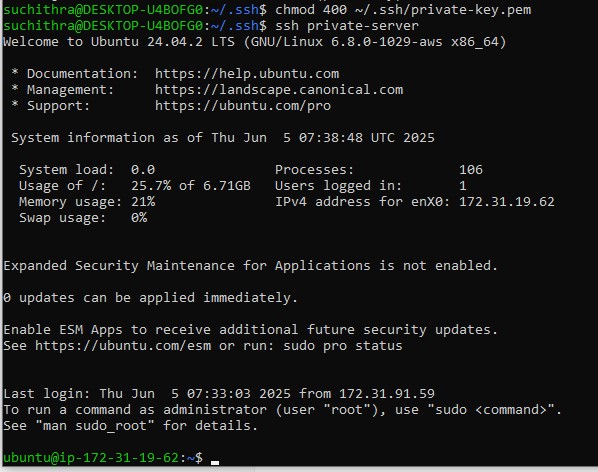 suchithra@DESKTOP-U4BOFG0:~/.ssh$ chmod 400 ~/.ssh/private-key.pem
suchithra@DESKTOP-U4BOFG0:~/.ssh$ ssh private-server
Welcome to Ubuntu 24.04.2 LTS (GNU/Linux 6.8.0-1029-aws x86_64)
* Documentation:  https://help.ubuntu.com
* Management:     https://landscape.canonical.com
* Support:        https://ubuntu.com/pro
System information as of Thu Jun  5 07:38:48 UTC 2025
System load:  0.0               Processes:             106
Usage of /:   25.7% of 6.71GB   Users logged in:       1
Memory usage: 21%               IPv4 address for enX0: 172.31.19.62
Swap usage:   0%
Expanded Security Maintenance for Applications is not enabled.
0 updates can be applied immediately.
Enable ESM Apps to receive additional future security updates.
See https://ubuntu.com/esm or run: sudo pro status
Last login: Thu Jun  5 07:33:03 2025 from 172.31.91.59
To run a command as administrator (user "root"), use "sudo <command>".
See "man sudo_root" for details.
ubuntu@ip-172-31-19-62:~$